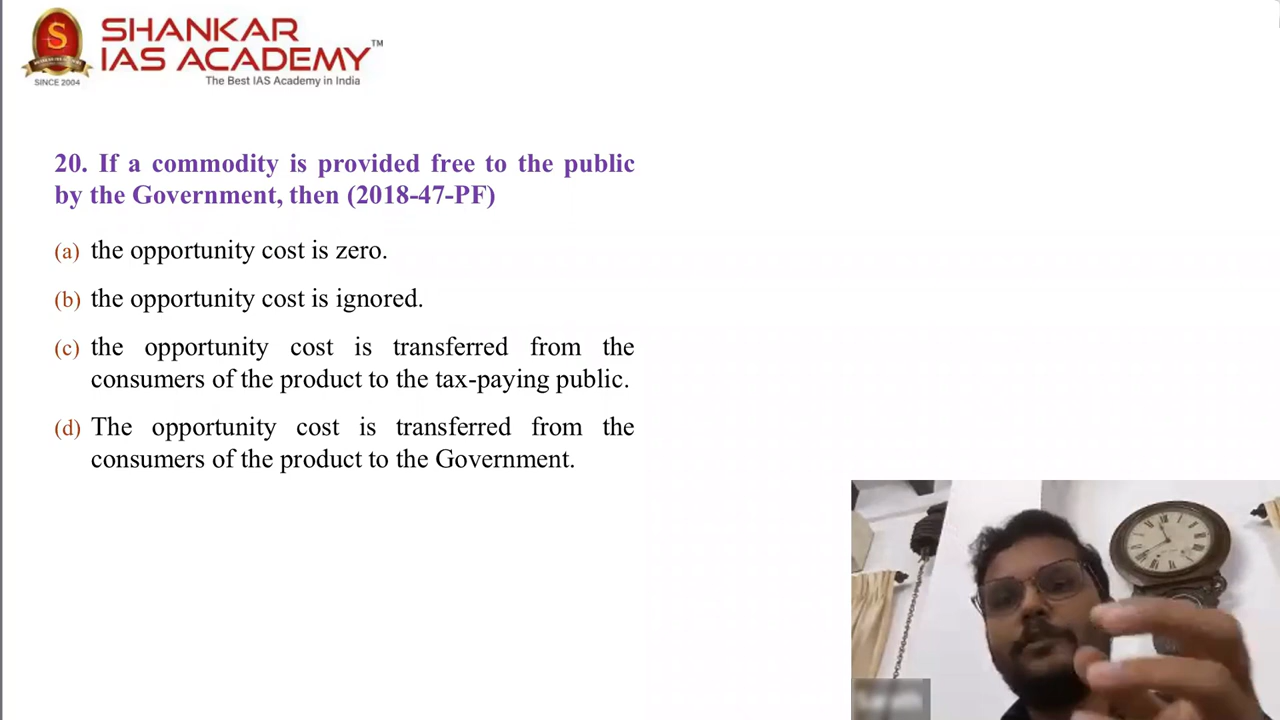 SHANKAR
IAS ACADEMY™
The Best IAS Academy in India
S
SINCE 2004
20. If a commodity is provided free to the public
by the Government, then (2018-47-PF)
(a) the opportunity cost is zero.
(b) the opportunity cost is ignored.
(c) the opportunity cost is transferred from the
consumers of the product to the tax-paying public.
(d) The opportunity cost is transferred from the
consumers of the product to the Government.